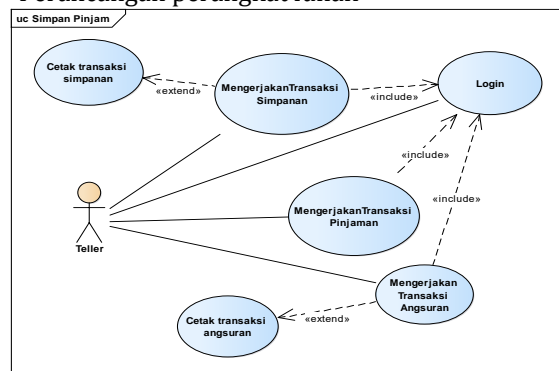 uc Simpan Pinjam
Cetak transaksi
simpanan
«extend»
MengerjakanTransaksi
Simpanan
«include»
Login
«include»
MengerjakanTransaksi
Pinjaman
«include»
Teller
Mengerjakan
Transaksi
Angsuran
Cetak transaksi
angsuran
«extend»